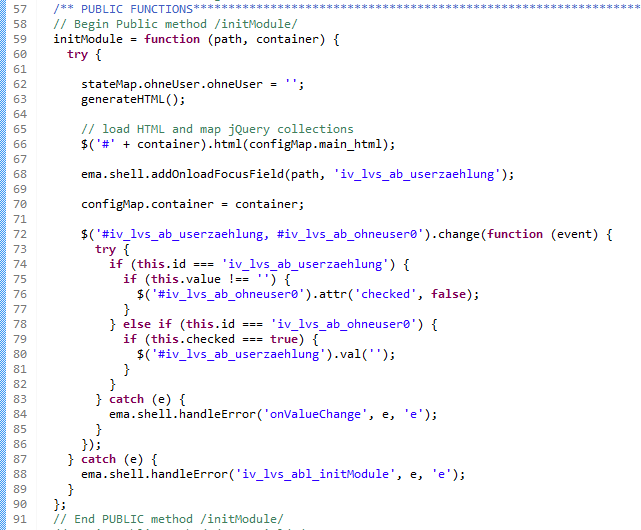 57 /** PUBLIC FUNCTIONS***************************************************************
58 // Begin Public method /initModule/
59 initModule = function (path, container) {
60 try {
61
62 stateMap.ohneUser.ohneUser = '';
63 generateHTML();
64
65 // load HTML and map jQuery collections
66 $('#' + container).html(configMap.main_html);
67
68 ema.shell.addOnloadFocusField(path, 'iv_lvs_ab_userzaehlung');
69
70 configMap.container = container;
71
72 $('#iv_lvs_ab_userzaehlung, #iv_lvs_ab_ohneuser0').change(function (event) {
73 try {
74 if (this.id === 'iv_lvs_ab_userzaehlung') {
75 if (this.value !== '') {
76 $('#iv_lvs_ab_ohneuser0').attr('checked', false);
77 }
78 } else if (this.id === 'iv_lvs_ab_ohneuser0') {
79 if (this.checked === true) {
80 $('#iv_lvs_ab_userzaehlung').val('');
81 }
82 }
83 } catch (e) {
84 ema.shell.handleError('onValueChange', e, 'e');
85 }
86 });
87 } catch (e) {
88 ema.shell.handleError('iv_lvs_abl_initModule', e, 'e');
89 }
90 };
91 // End PUBLIC method /initModule/